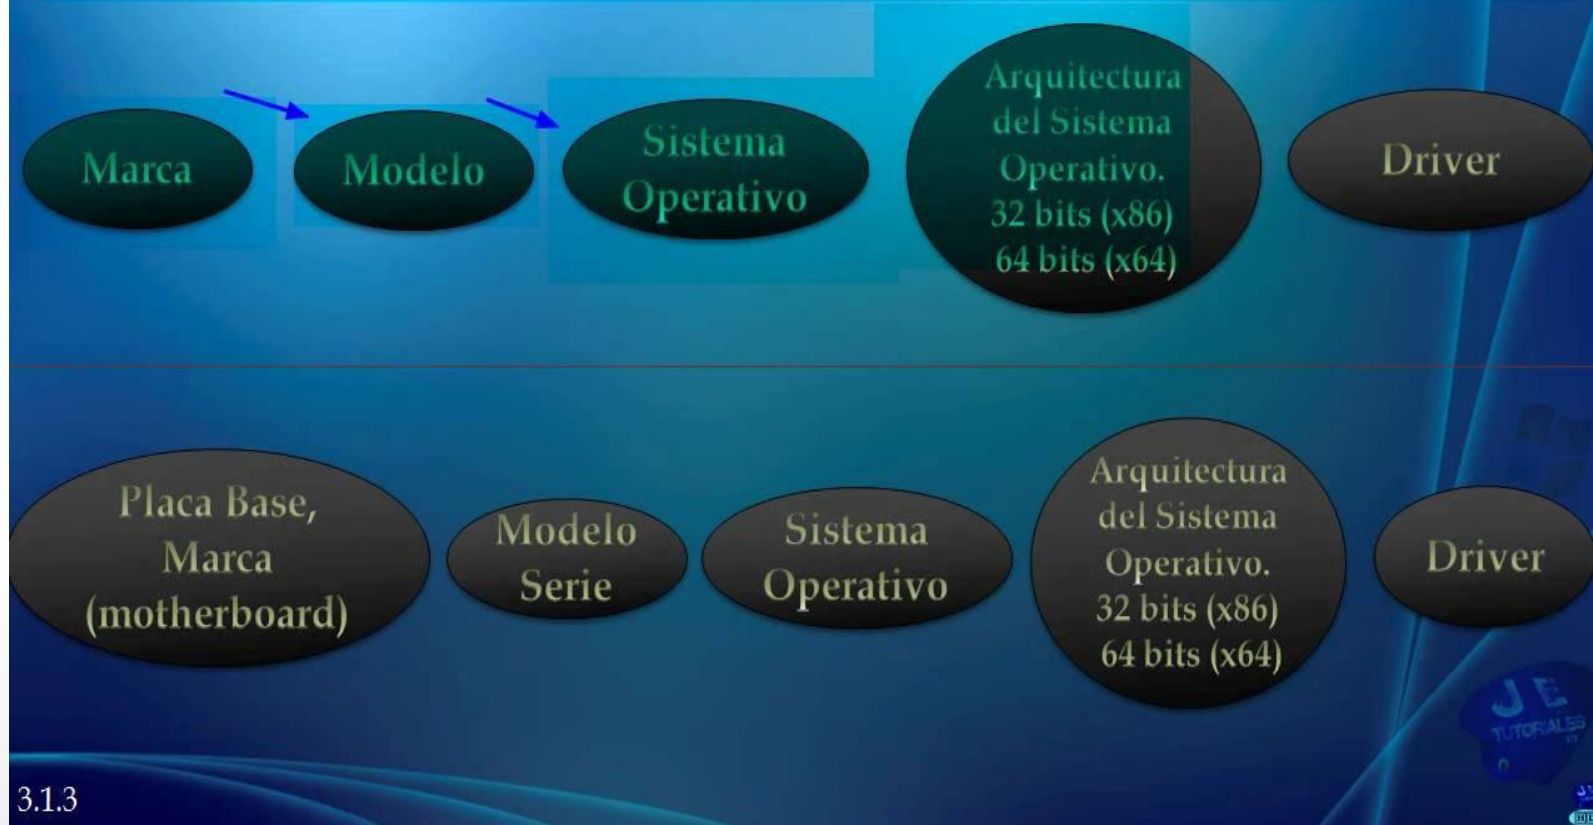 Marca
Modelo
Sistema
Operativo
Arquitectura
del Sistema
Operativo.
32 bits (x86)
64 bits (x64)
Driver
Placa Base,
Marca
(motherboard)
Modelo
Serie
Sistema
Operativo
Arquitectura
del Sistema
Operativo.
32 bits (x86)
64 bits (x64)
Driver
J E
TUTORIALES
3.1.3